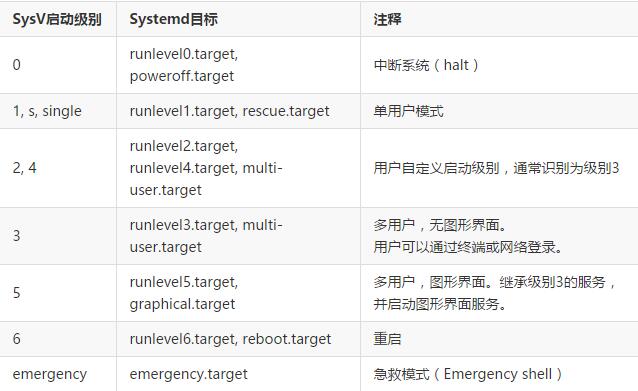 SysV启动级别 Systemd目标 注释
0 runlevel0.target, poweroff.target 中断系统（halt）
1, s, single runlevel1.target, rescue.target 单用户模式
2, 4 runlevel2.target, runlevel4.target, multi-user.target 用户自定义启动级别，通常识别为级别3
3 runlevel3.target, multi-user.target 多用户，无图形界面。用户可以通过终端或网络登录。
5 runlevel5.target, graphical.target 多用户，图形界面。继承级别3的服务，并启动图形界面服务。
6 runlevel6.target, reboot.target 重启
emergency emergency.target 急救模式（Emergency shell）